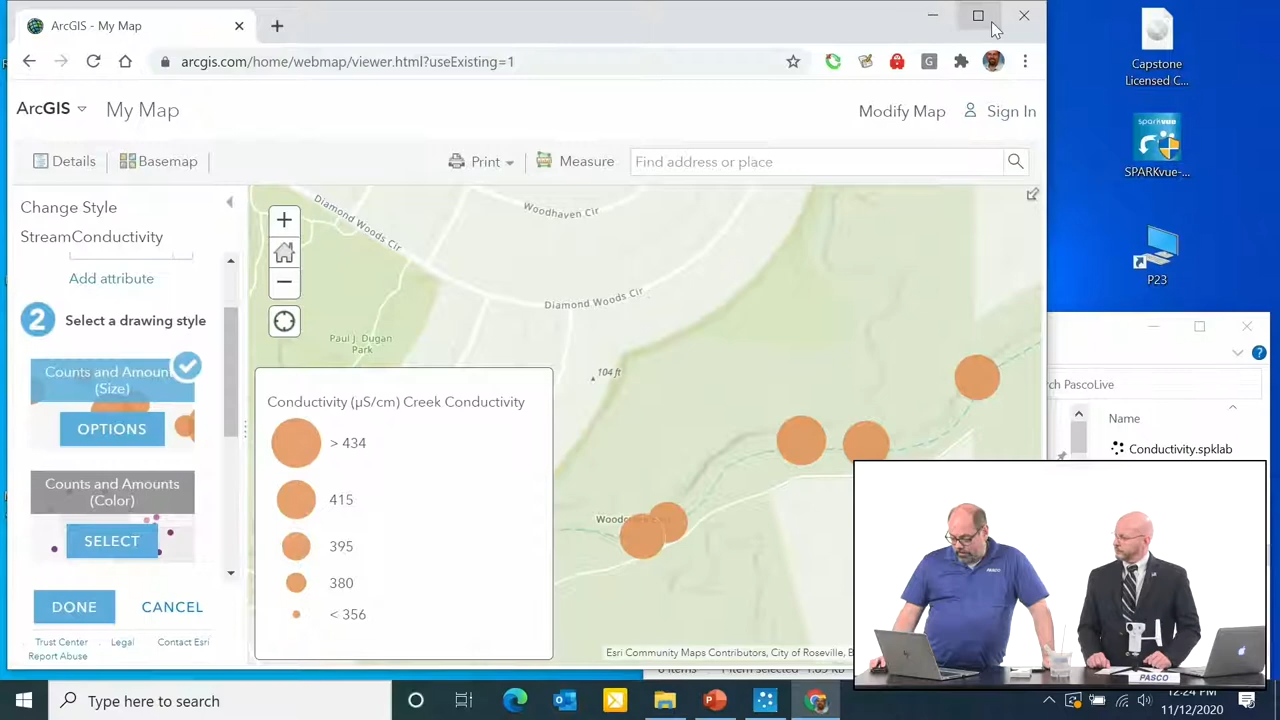 ArcGIS - My Map
arcgis.com/home/webmap/viewer.html?useExisting=1
ArcGIS My Map
Modify Map Sign In
Details Basemap Print Measure Find address or place
Change Style
StreamConductivity
Add attribute
2 Select a drawing style
Counts and Amoun
(Size)
OPTIONS
Counts and Amounts
(Color)
SELECT
DONE CANCEL
Trust Center Legal Contact Esri
Report Abuse
Diamond Woods Cir
Woodhaven Cir
Diamond Woods Cir
Paul J. Dugan
Park
104 ft
Conductivity (µS/cm) Creek Conductivity
> 434
415
395
380
< 356
Esri Community Maps Contributors, City of Roseville, B
Capstone
Licensed C...
SPARKvue
SPARKvue-...
P23
ch PascoLive
Name
Conductivity.spklab
PASCO
Type here to search
12:24 PM
11/12/2020